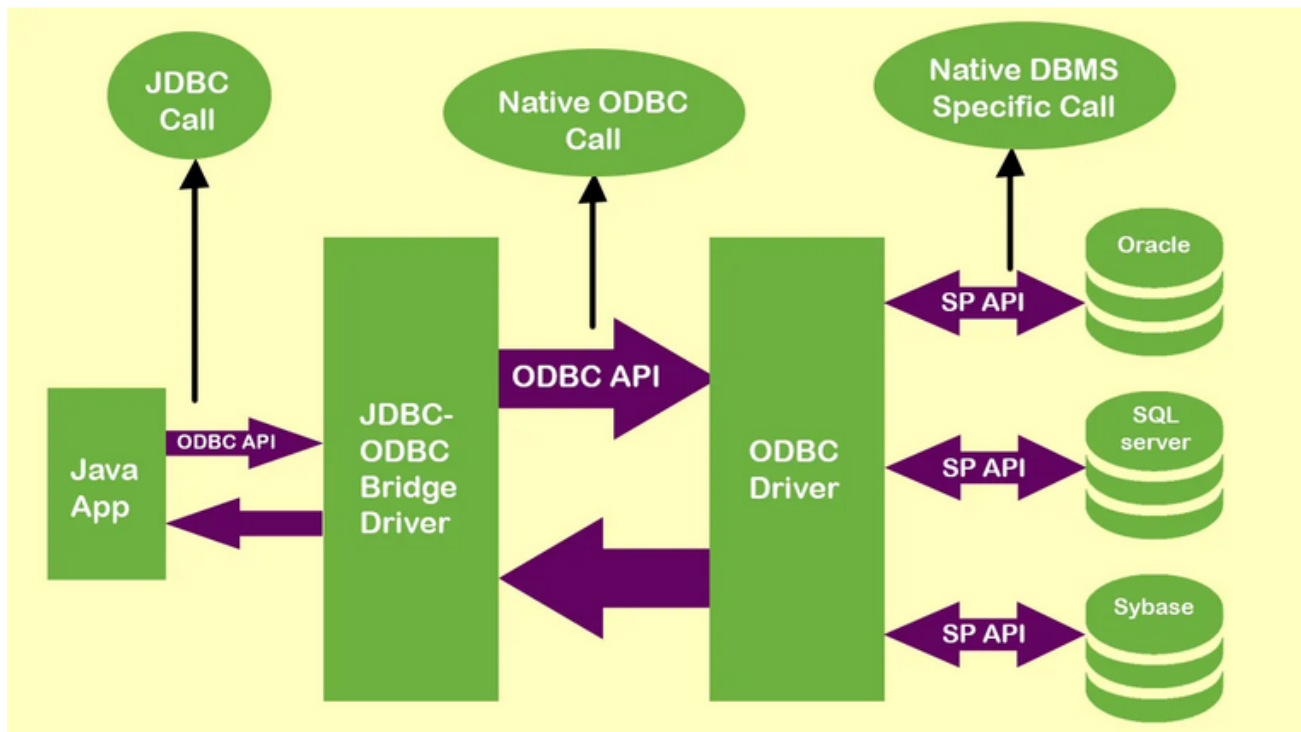 JDBC
Call
Native ODBC
Call
Native DBMS
Specific Call
Java
App
ODBC API
JDBC-
ODBC
Bridge
Driver
ODBC API
ODBC
Driver
SP API
Oracle
SP API
SQL
server
SP API
Sybase